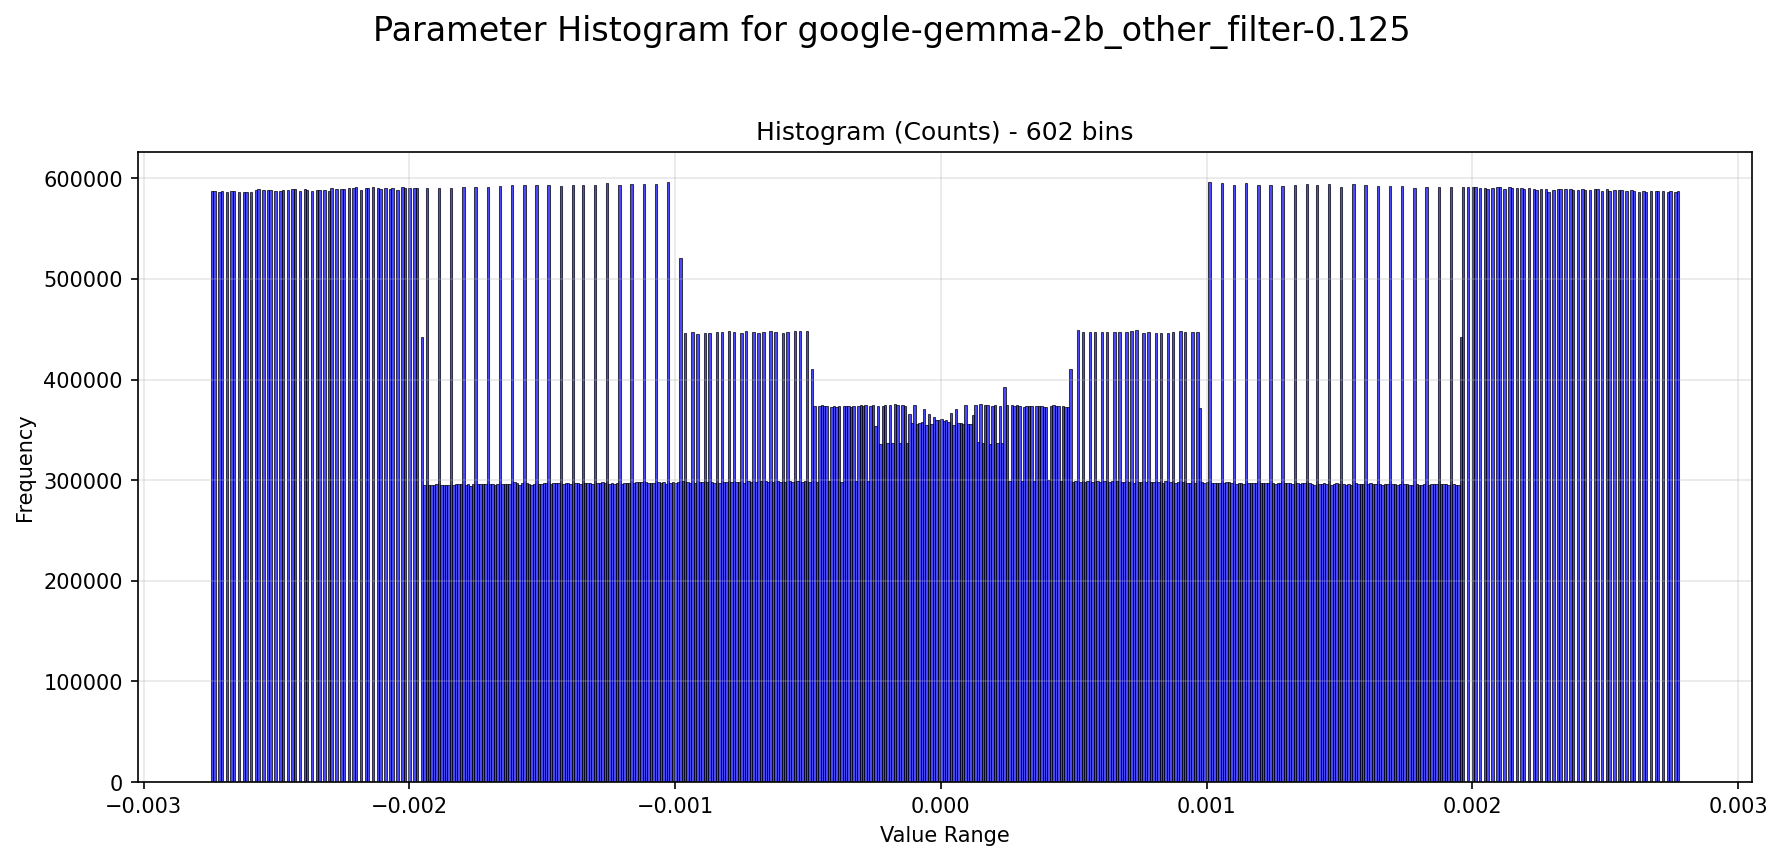 Parameter Histogram for google-gemma-2b_other_filter-0.125
Histogram (Counts) - 602 bins
600000
500000
400000
300000
200000
100000
0
Frequency
−0.003 −0.002 −0.001 0.000 0.001 0.002 0.003
Value Range